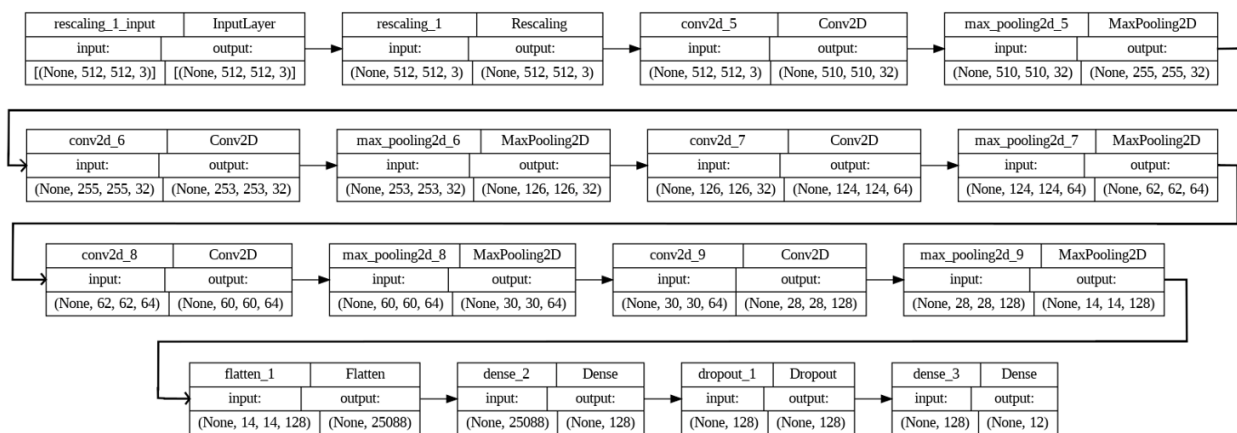 rescaling_1_input InputLayer
input: output:
[(None, 512, 512, 3)] [(None, 512, 512, 3)]
rescaling_1 Rescaling
input: output:
(None, 512, 512, 3) (None, 512, 512, 3)
conv2d_5 Conv2D
input: output:
(None, 512, 512, 3) (None, 510, 510, 32)
max_pooling2d_5 MaxPooling2D
input: output:
(None, 510, 510, 32) (None, 255, 255, 32)
conv2d_6 Conv2D
input: output:
(None, 255, 255, 32) (None, 253, 253, 32)
max_pooling2d_6 MaxPooling2D
input: output:
(None, 253, 253, 32) (None, 126, 126, 32)
conv2d_7 Conv2D
input: output:
(None, 126, 126, 32) (None, 124, 124, 64)
max_pooling2d_7 MaxPooling2D
input: output:
(None, 124, 124, 64) (None, 62, 62, 64)
conv2d_8 Conv2D
input: output:
(None, 62, 62, 64) (None, 60, 60, 64)
max_pooling2d_8 MaxPooling2D
input: output:
(None, 60, 60, 64) (None, 30, 30, 64)
conv2d_9 Conv2D
input: output:
(None, 30, 30, 64) (None, 28, 28, 128)
max_pooling2d_9 MaxPooling2D
input: output:
(None, 28, 28, 128) (None, 14, 14, 128)
flatten_1 Flatten
input: output:
(None, 14, 14, 128) (None, 25088)
dense_2 Dense
input: output:
(None, 25088) (None, 128)
dropout_1 Dropout
input: output:
(None, 128) (None, 128)
dense_3 Dense
input: output:
(None, 128) (None, 12)